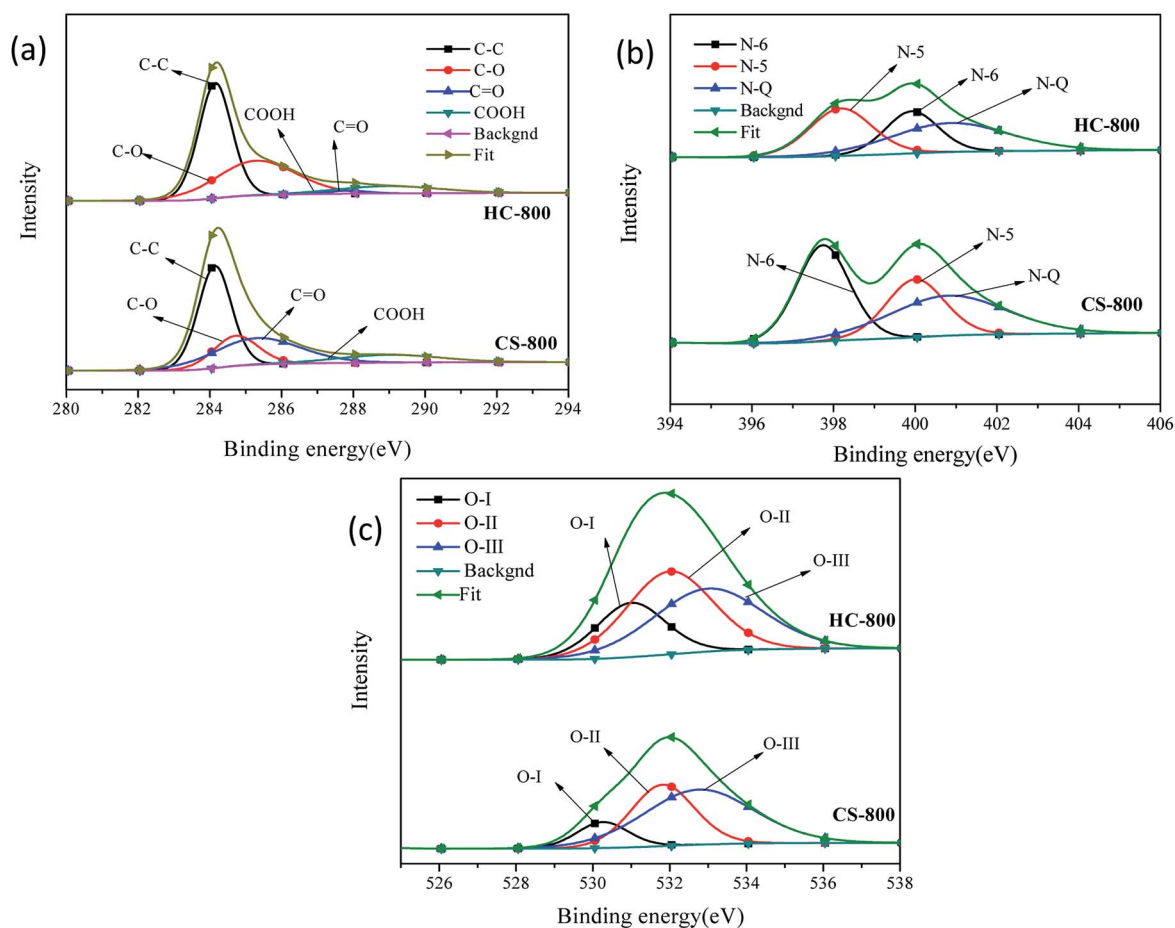 (a)
C-C
C-O
C=O
COOH
Backgnd
Fit
C-C
COOH
C=O
C-O
HC-800
C-C
C-O
C=O
COOH
CS-800
Intensity
280 282 284 286 288 290 292 294
Binding energy(eV)
(b)
N-6
N-5
N-Q
Backgnd
Fit
N-5
N-6
N-Q
HC-800
N-6
N-5
N-Q
CS-800
Intensity
394 396 398 400 402 404 406
Binding energy(eV)
(c)
O-I
O-II
O-III
Backgnd
Fit
O-I
O-II
O-III
HC-800
O-I
O-II
O-III
CS-800
Intensity
526 528 530 532 534 536 538
Binding energy(eV)